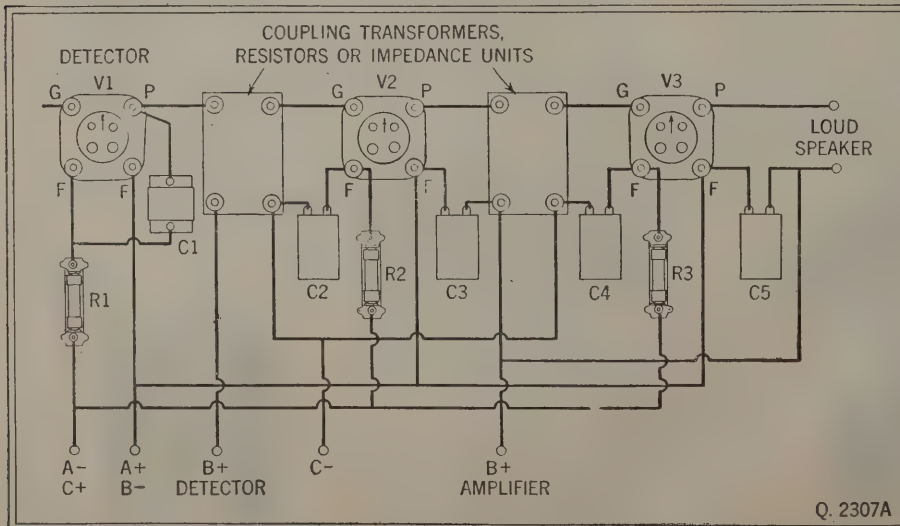 COUPLING TRANSFORMERS,
RESISTORS OR IMPEDANCE UNITS
DETECTOR
V1
V2
V3
G
P
G
P
G
P
LOUD
SPEAKER
F
F
F
F
F
F
C1
R1
C2
R2
C3
C4
R3
C5
A-
C+
A+
B-
B+
DETECTOR
C-
B+
AMPLIFIER
Q. 2307A